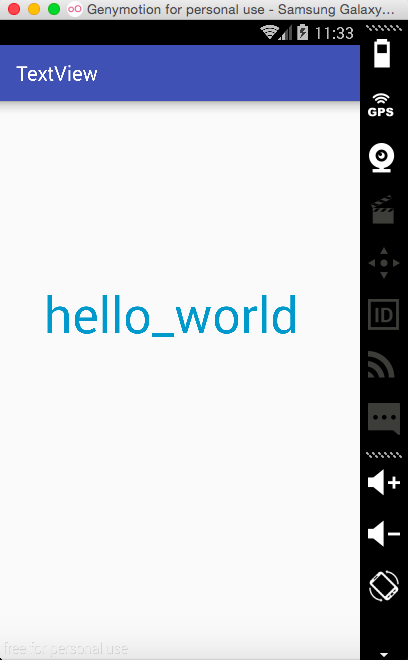 Genymotion for personal use - Samsung Galaxy...
11:33
TextView
GPS
hello_world
ID
free for personal use